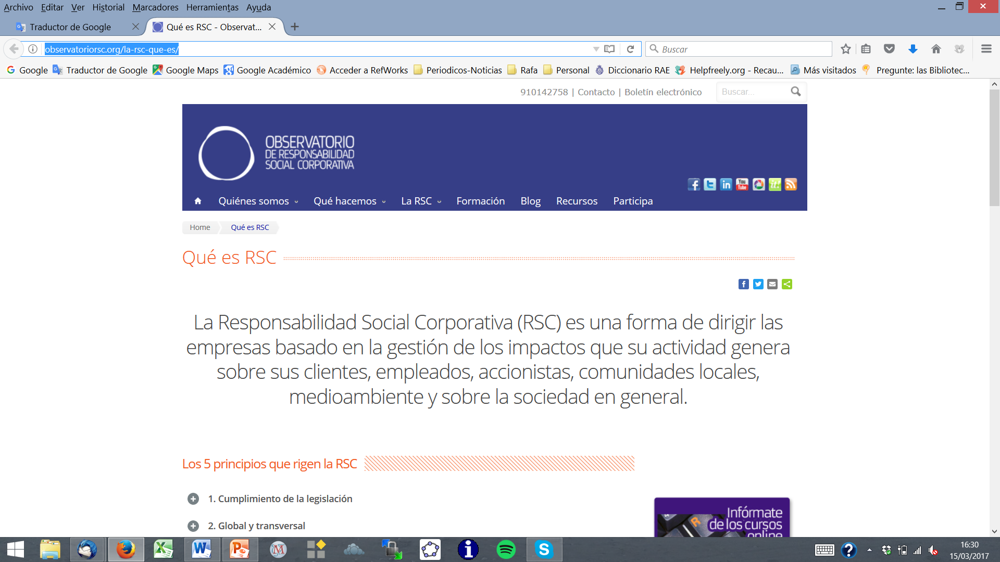 Archivo Editar Ver Historial Marcadores Herramientas Ayuda
Traductor de Google
Qué es RSC - Observat...
observatoriorsc.org/la-rsc-que-es/
Buscar
Google Traductor de Google Google Maps Google Académico Acceder a RefWorks Periodicos-Noticias Rafa Personal Diccionario RAE Helpfreely.org - Recau... Más visitados Pregunte: las Bibliotec...
910142758 | Contacto | Boletín electrónico
Buscar...
OBSERVATORIO
DE RESPONSABILIDAD
SOCIAL CORPORATIVA
You Tube
it!
Quiénes somos Qué hacemos La RSC Formación Blog Recursos Participa
Home Qué es RSC
Qué es RSC
La Responsabilidad Social Corporativa (RSC) es una forma de dirigir las
empresas basado en la gestión de los impactos que su actividad genera
sobre sus clientes, empleados, accionistas, comunidades locales,
medioambiente y sobre la sociedad en general.
Los 5 principios que rigen la RSC
1. Cumplimiento de la legislación
2. Global y transversal
Infórmate
de los cursos
online
16:30
15/03/2017